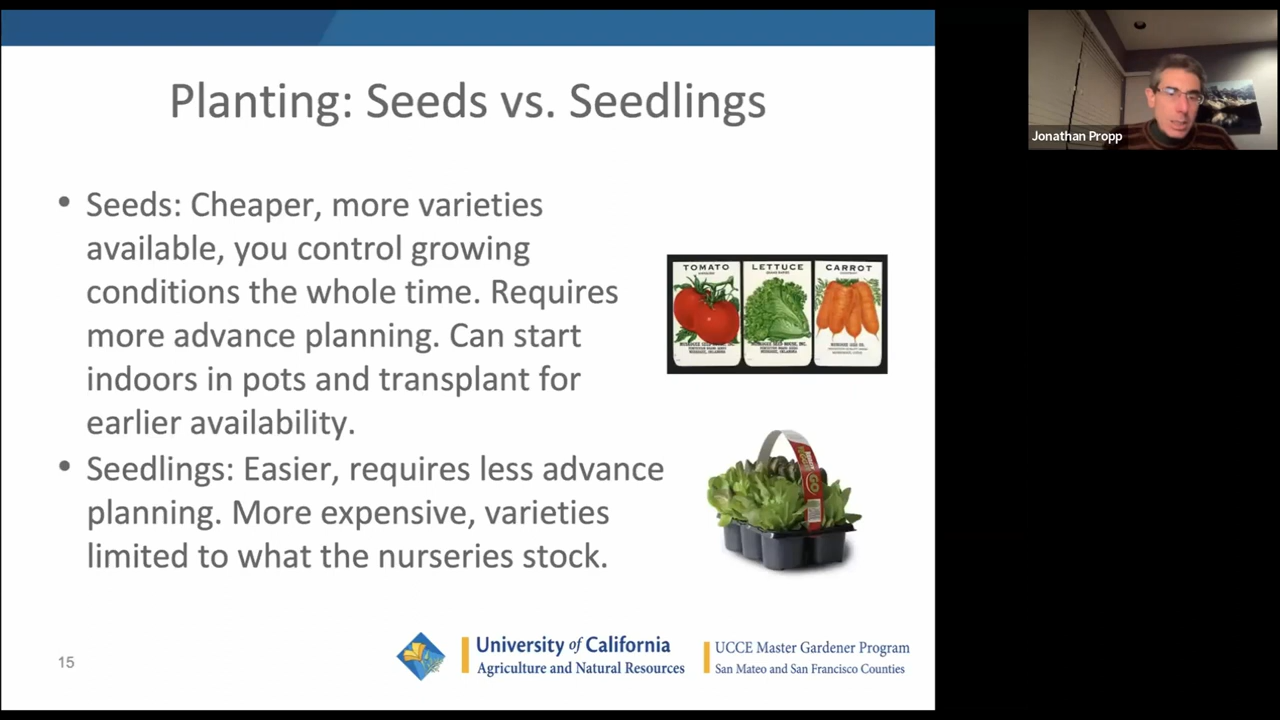 Planting: Seeds vs. Seedlings
• Seeds: Cheaper, more varieties
available, you control growing
conditions the whole time. Requires
more advance planning. Can start
indoors in pots and transplant for
earlier availability.
• Seedlings: Easier, requires less advance
planning. More expensive, varieties
limited to what the nurseries stock.
TOMATO
LETTUCE
CARROT
GO
15
University of California
Agriculture and Natural Resources
UCCE Master Gardener Program
San Mateo and San Francisco Counties
Jonathan Propp